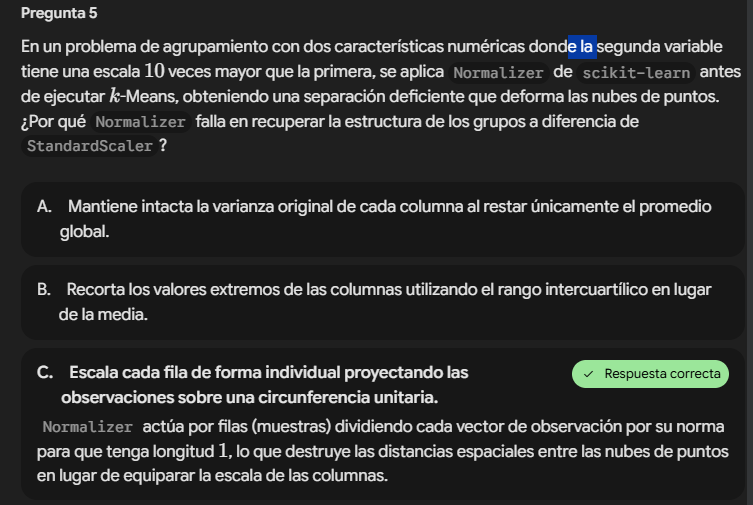 Pregunta 5
En un problema de agrupamiento con dos características numéricas donde la segunda variable
tiene una escala 10 veces mayor que la primera, se aplica Normalizer de scikit-learn antes
de ejecutar k-Means, obteniendo una separación deficiente que deforma las nubes de puntos.
¿Por qué Normalizer falla en recuperar la estructura de los grupos a diferencia de
StandardScaler ?
A. Mantiene intacta la varianza original de cada columna al restar únicamente el promedio
global.
B. Recorta los valores extremos de las columnas utilizando el rango intercuartílico en lugar
de la media.
C. Escala cada fila de forma individual proyectando las
observaciones sobre una circunferencia unitaria.
✓ Respuesta correcta
Normalizer actúa por filas (muestras) dividiendo cada vector de observación por su norma
para que tenga longitud 1, lo que destruye las distancias espaciales entre las nubes de puntos
en lugar de equiparar la escala de las columnas.